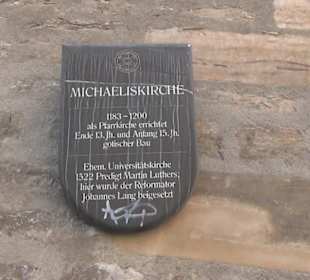 MICHAELISKIRCHE
1183 – 1200
als Pfarrkirche errichtet
Ende 13. Jh. und Anfang 15. Jh.
gotischer Bau
Ehem. Universitätskirche
1522 Predigt Martin Luthers;
hier wurde der Reformator
Johannes Lang beigesetzt